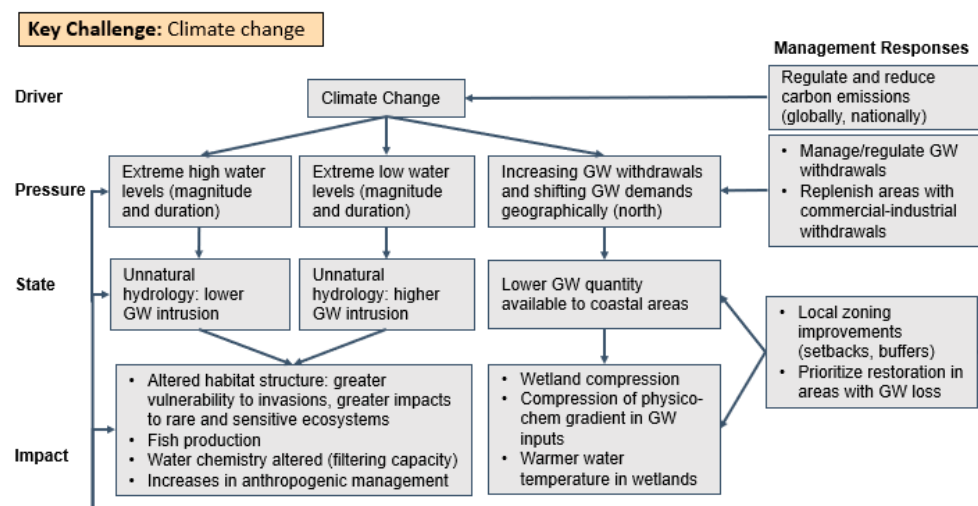 Key Challenge: Climate change
Management Responses
Driver
Climate Change
Regulate and reduce
carbon emissions
(globally, nationally)
Pressure
Extreme high water
levels (magnitude
and duration)
Extreme low water
levels (magnitude
and duration)
Increasing GW withdrawals
and shifting GW demands
geographically (north)
• Manage/regulate GW
withdrawals
• Replenish areas with
commercial-industrial
withdrawals
State
Unnatural
hydrology: lower
GW intrusion
Unnatural
hydrology: higher
GW intrusion
Lower GW quantity
available to coastal areas
• Local zoning
improvements
(setbacks, buffers)
• Prioritize restoration in
areas with GW loss
Impact
• Altered habitat structure: greater
vulnerability to invasions, greater impacts
to rare and sensitive ecosystems
• Fish production
• Water chemistry altered (filtering capacity)
• Increases in anthropogenic management
• Wetland compression
• Compression of physico-
chem gradient in GW
inputs
• Warmer water
temperature in wetlands